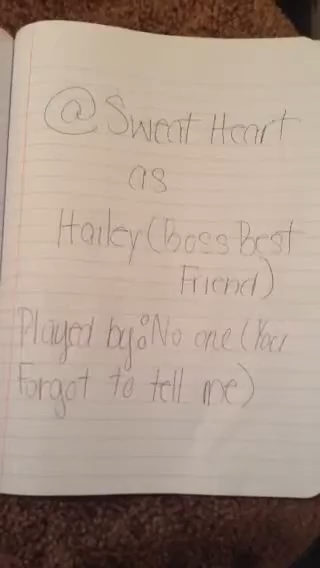 @Sweat Heart
as
Hailey (Boss Best
Friend)
Played by: No one (You
Forgot to tell me)